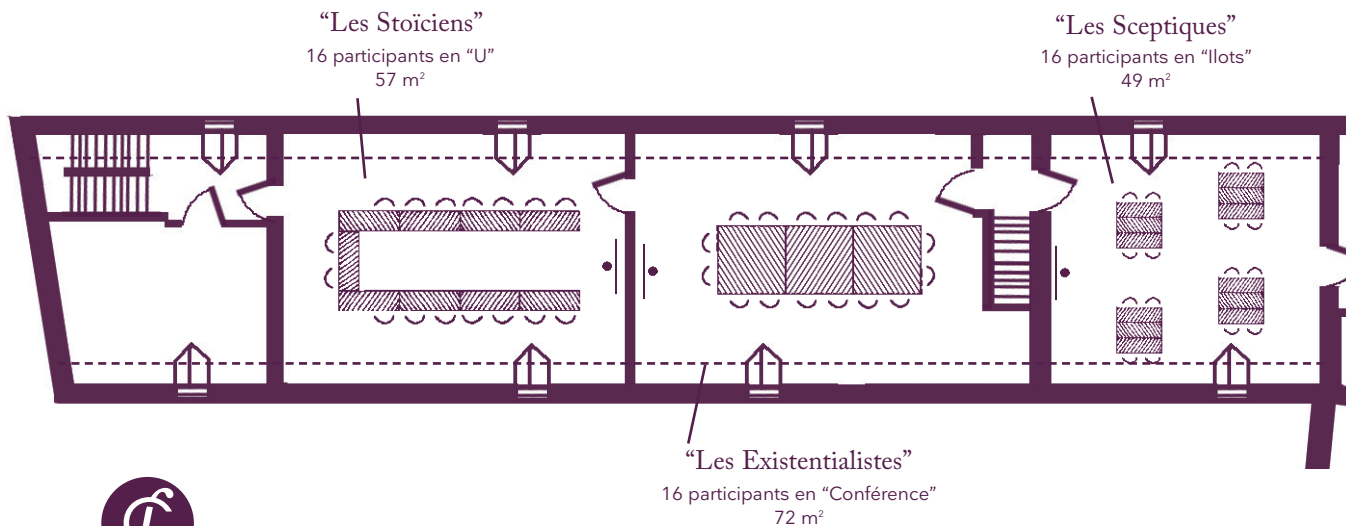 “Les Stoïciens”
16 participants en “U”
57 m²
“Les Sceptiques”
16 participants en “Ilots”
49 m²
“Les Existentialistes”
16 participants en “Conférence”
72 m²